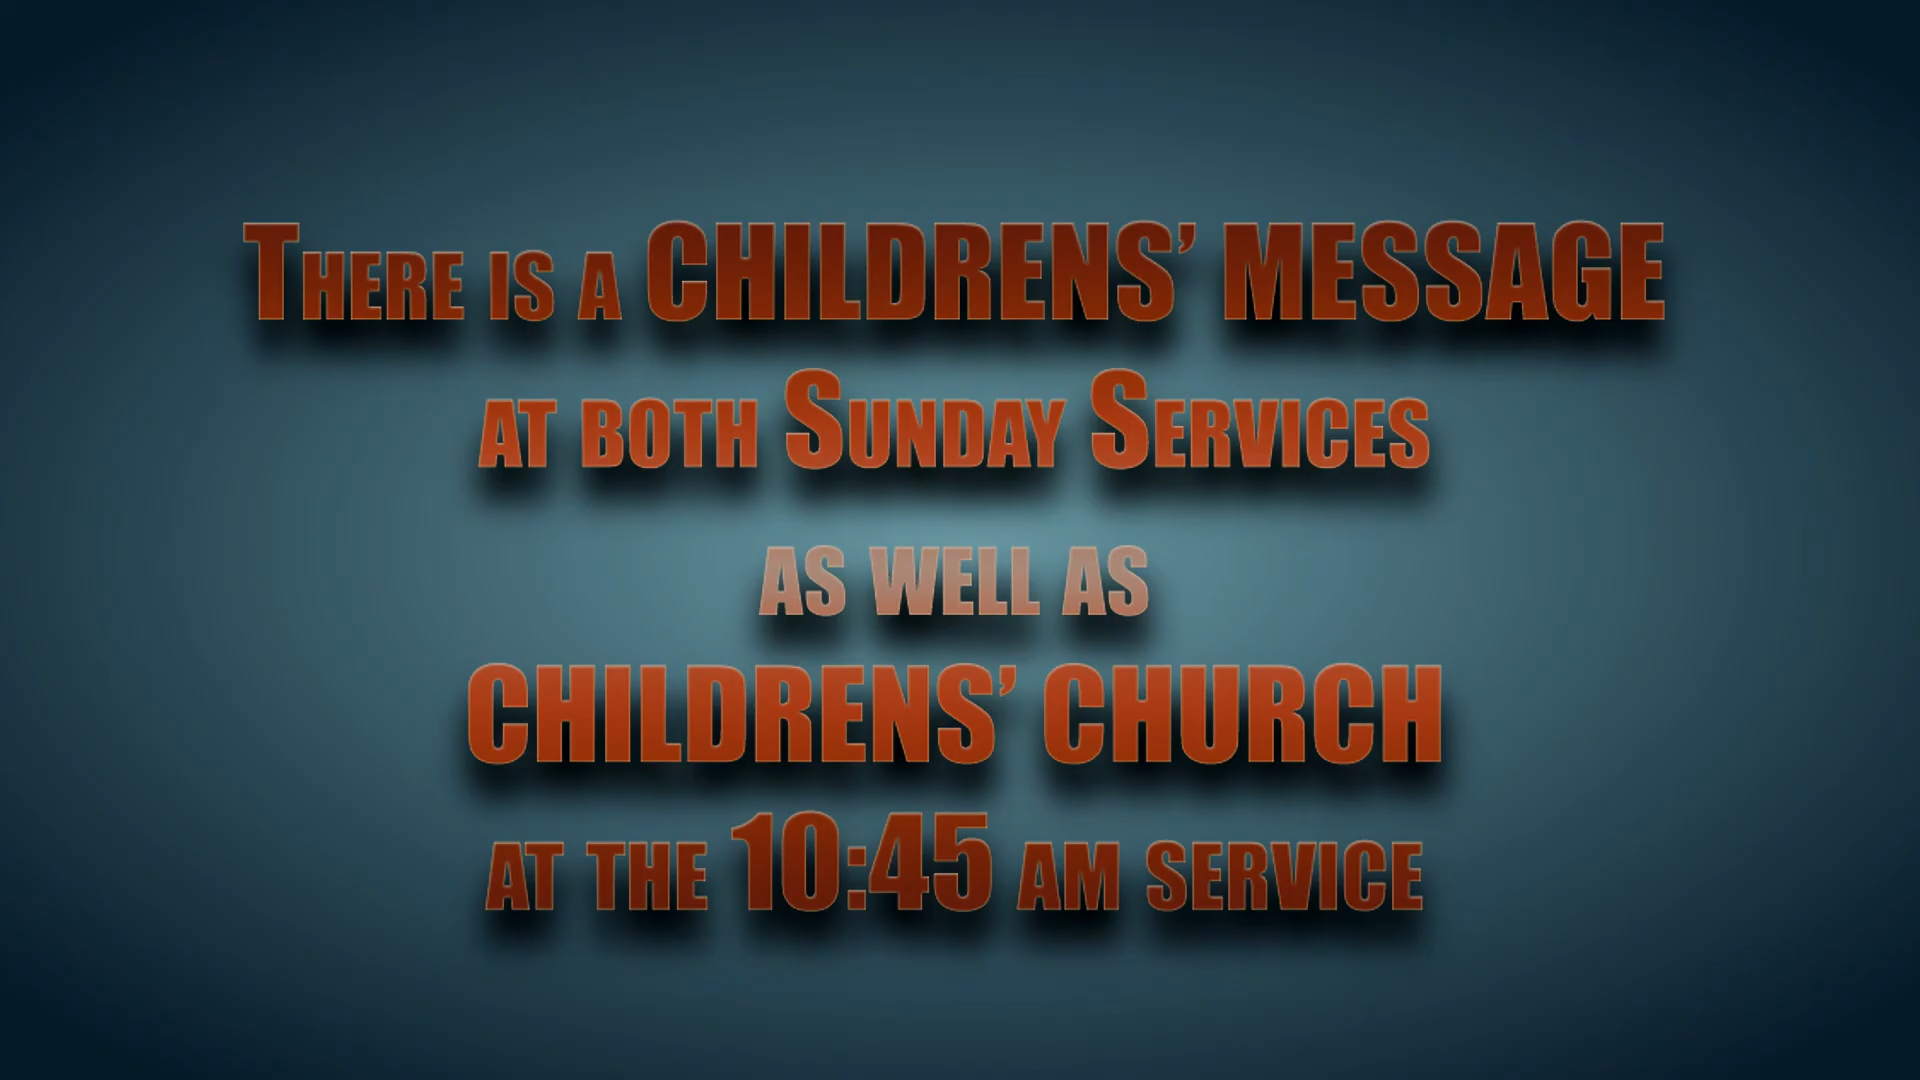 There is a CHILDRENS’ MESSAGE
at both Sunday Services
as well as
CHILDRENS’ CHURCH
at the 10:45 am service